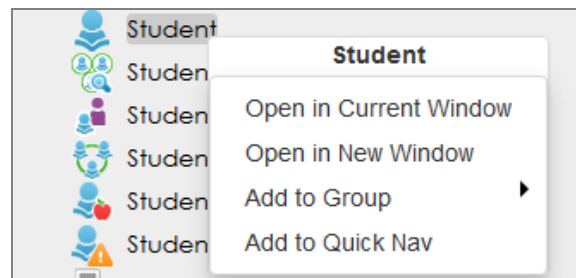 Student
Student
Studen
Open in Current Window
Studen
Open in New Window
Studen
Add to Group
Studen
Add to Quick Nav
Studen